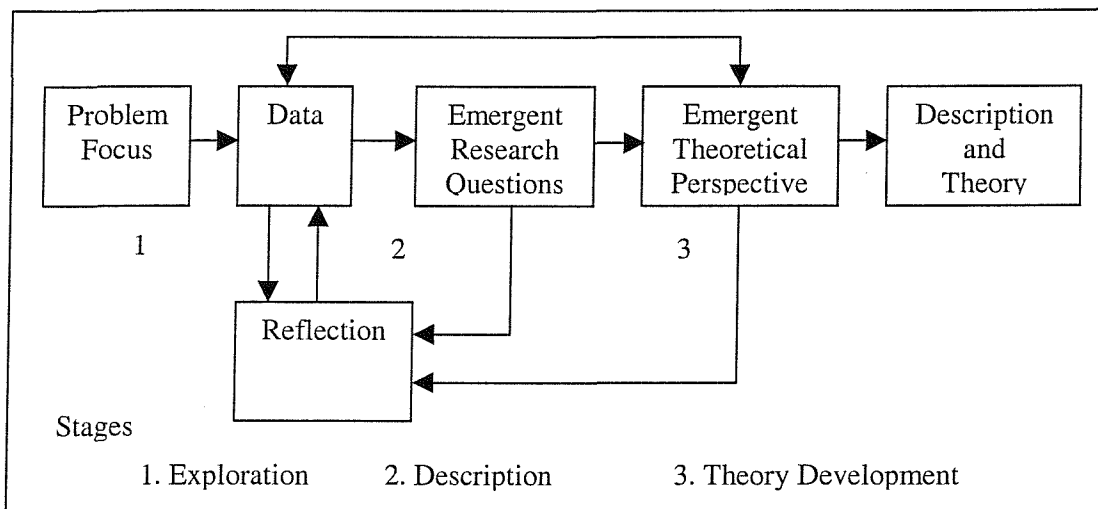 Problem
Focus
Data
Emergent
Research
Questions
Emergent
Theoretical
Perspective
Description
and
Theory
1
2
3
Reflection
Stages
1. Exploration
2. Description
3. Theory Development